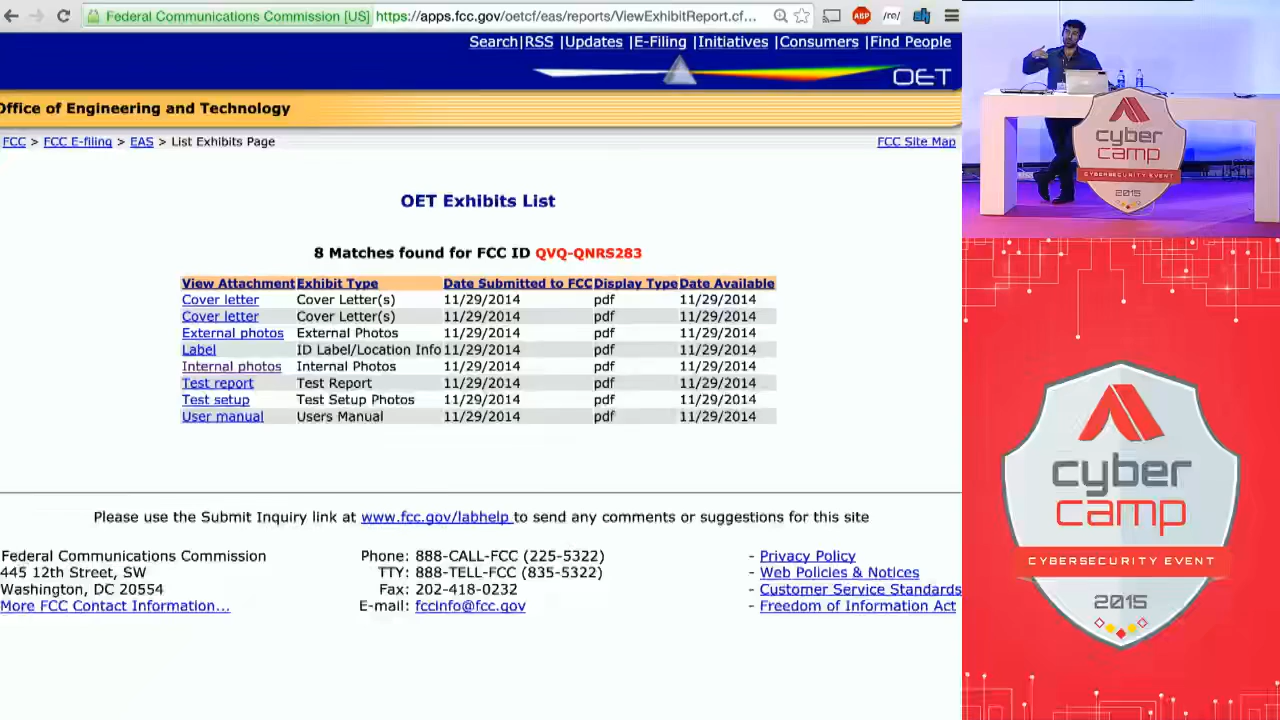 Federal Communications Commission [US] https://apps.fcc.gov/oetcf/eas/reports/ViewExhibitReport.cf...
ABP /re/
Search|RSS |Updates |E-Filing |Initiatives |Consumers |Find People
OET
Office of Engineering and Technology
FCC > FCC E-filing > EAS > List Exhibits Page FCC Site Map
OET Exhibits List
8 Matches found for FCC ID QVQ-QNRS283
View Attachment Exhibit Type Date Submitted to FCC Display Type Date Available
Cover letter Cover Letter(s) 11/29/2014 pdf 11/29/2014
Cover letter Cover Letter(s) 11/29/2014 pdf 11/29/2014
External photos External Photos 11/29/2014 pdf 11/29/2014
Label ID Label/Location Info 11/29/2014 pdf 11/29/2014
Internal photos Internal Photos 11/29/2014 pdf 11/29/2014
Test report Test Report 11/29/2014 pdf 11/29/2014
Test setup Test Setup Photos 11/29/2014 pdf 11/29/2014
User manual Users Manual 11/29/2014 pdf 11/29/2014
Please use the Submit Inquiry link at www.fcc.gov/labhelp to send any comments or suggestions for this site
Federal Communications Commission
445 12th Street, SW
Washington, DC 20554
More FCC Contact Information...
Phone: 888-CALL-FCC (225-5322)
TTY: 888-TELL-FCC (835-5322)
Fax: 202-418-0232
E-mail: fccinfo@fcc.gov
- Privacy Policy
- Web Policies & Notices
- Customer Service Standards
- Freedom of Information Act
cyber
camp
CYBERSECURITY EVENT
2015
cyber
camp
CYBERSECURITY EVENT
2015